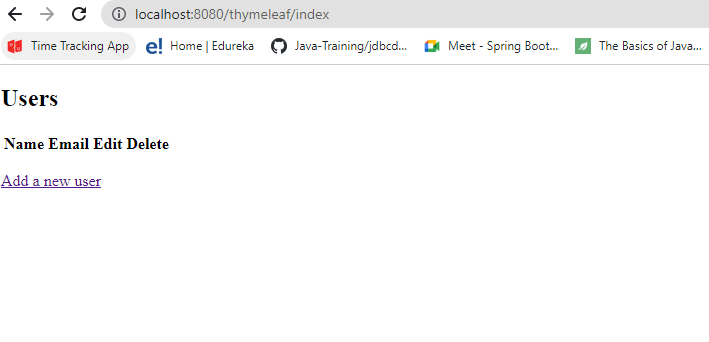 localhost:8080/thymeleaf/index
Time Tracking App e! Home | Edureka Java-Training/jdbcd... Meet - Spring Boot... The Basics of Java...
Users
Name Email Edit Delete
Add a new user